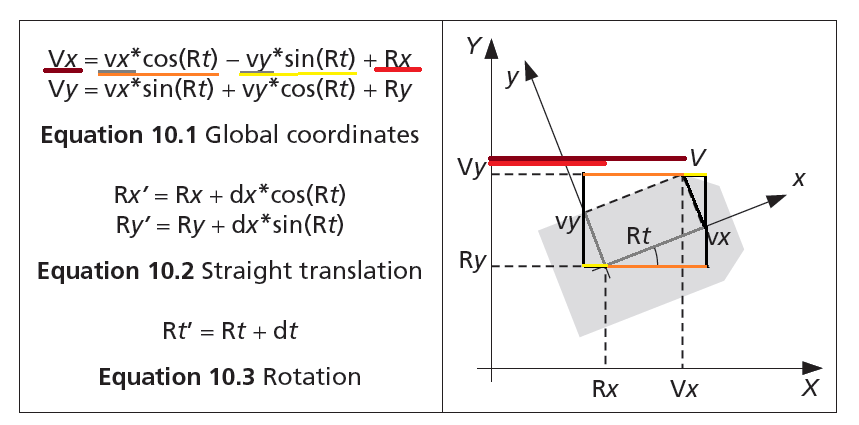 Vx = vx*cos(Rt) – vy*sin(Rt) + Rx
Vy = vx*sin(Rt) + vy*cos(Rt) + Ry
Equation 10.1 Global coordinates
Rx′ = Rx + dx*cos(Rt)
Ry′ = Ry + dx*sin(Rt)
Equation 10.2 Straight translation
Rt′ = Rt + dt
Equation 10.3 Rotation
Y
y
Vy
V
x
vy
Rt
vx
Ry
Rx
Vx
X